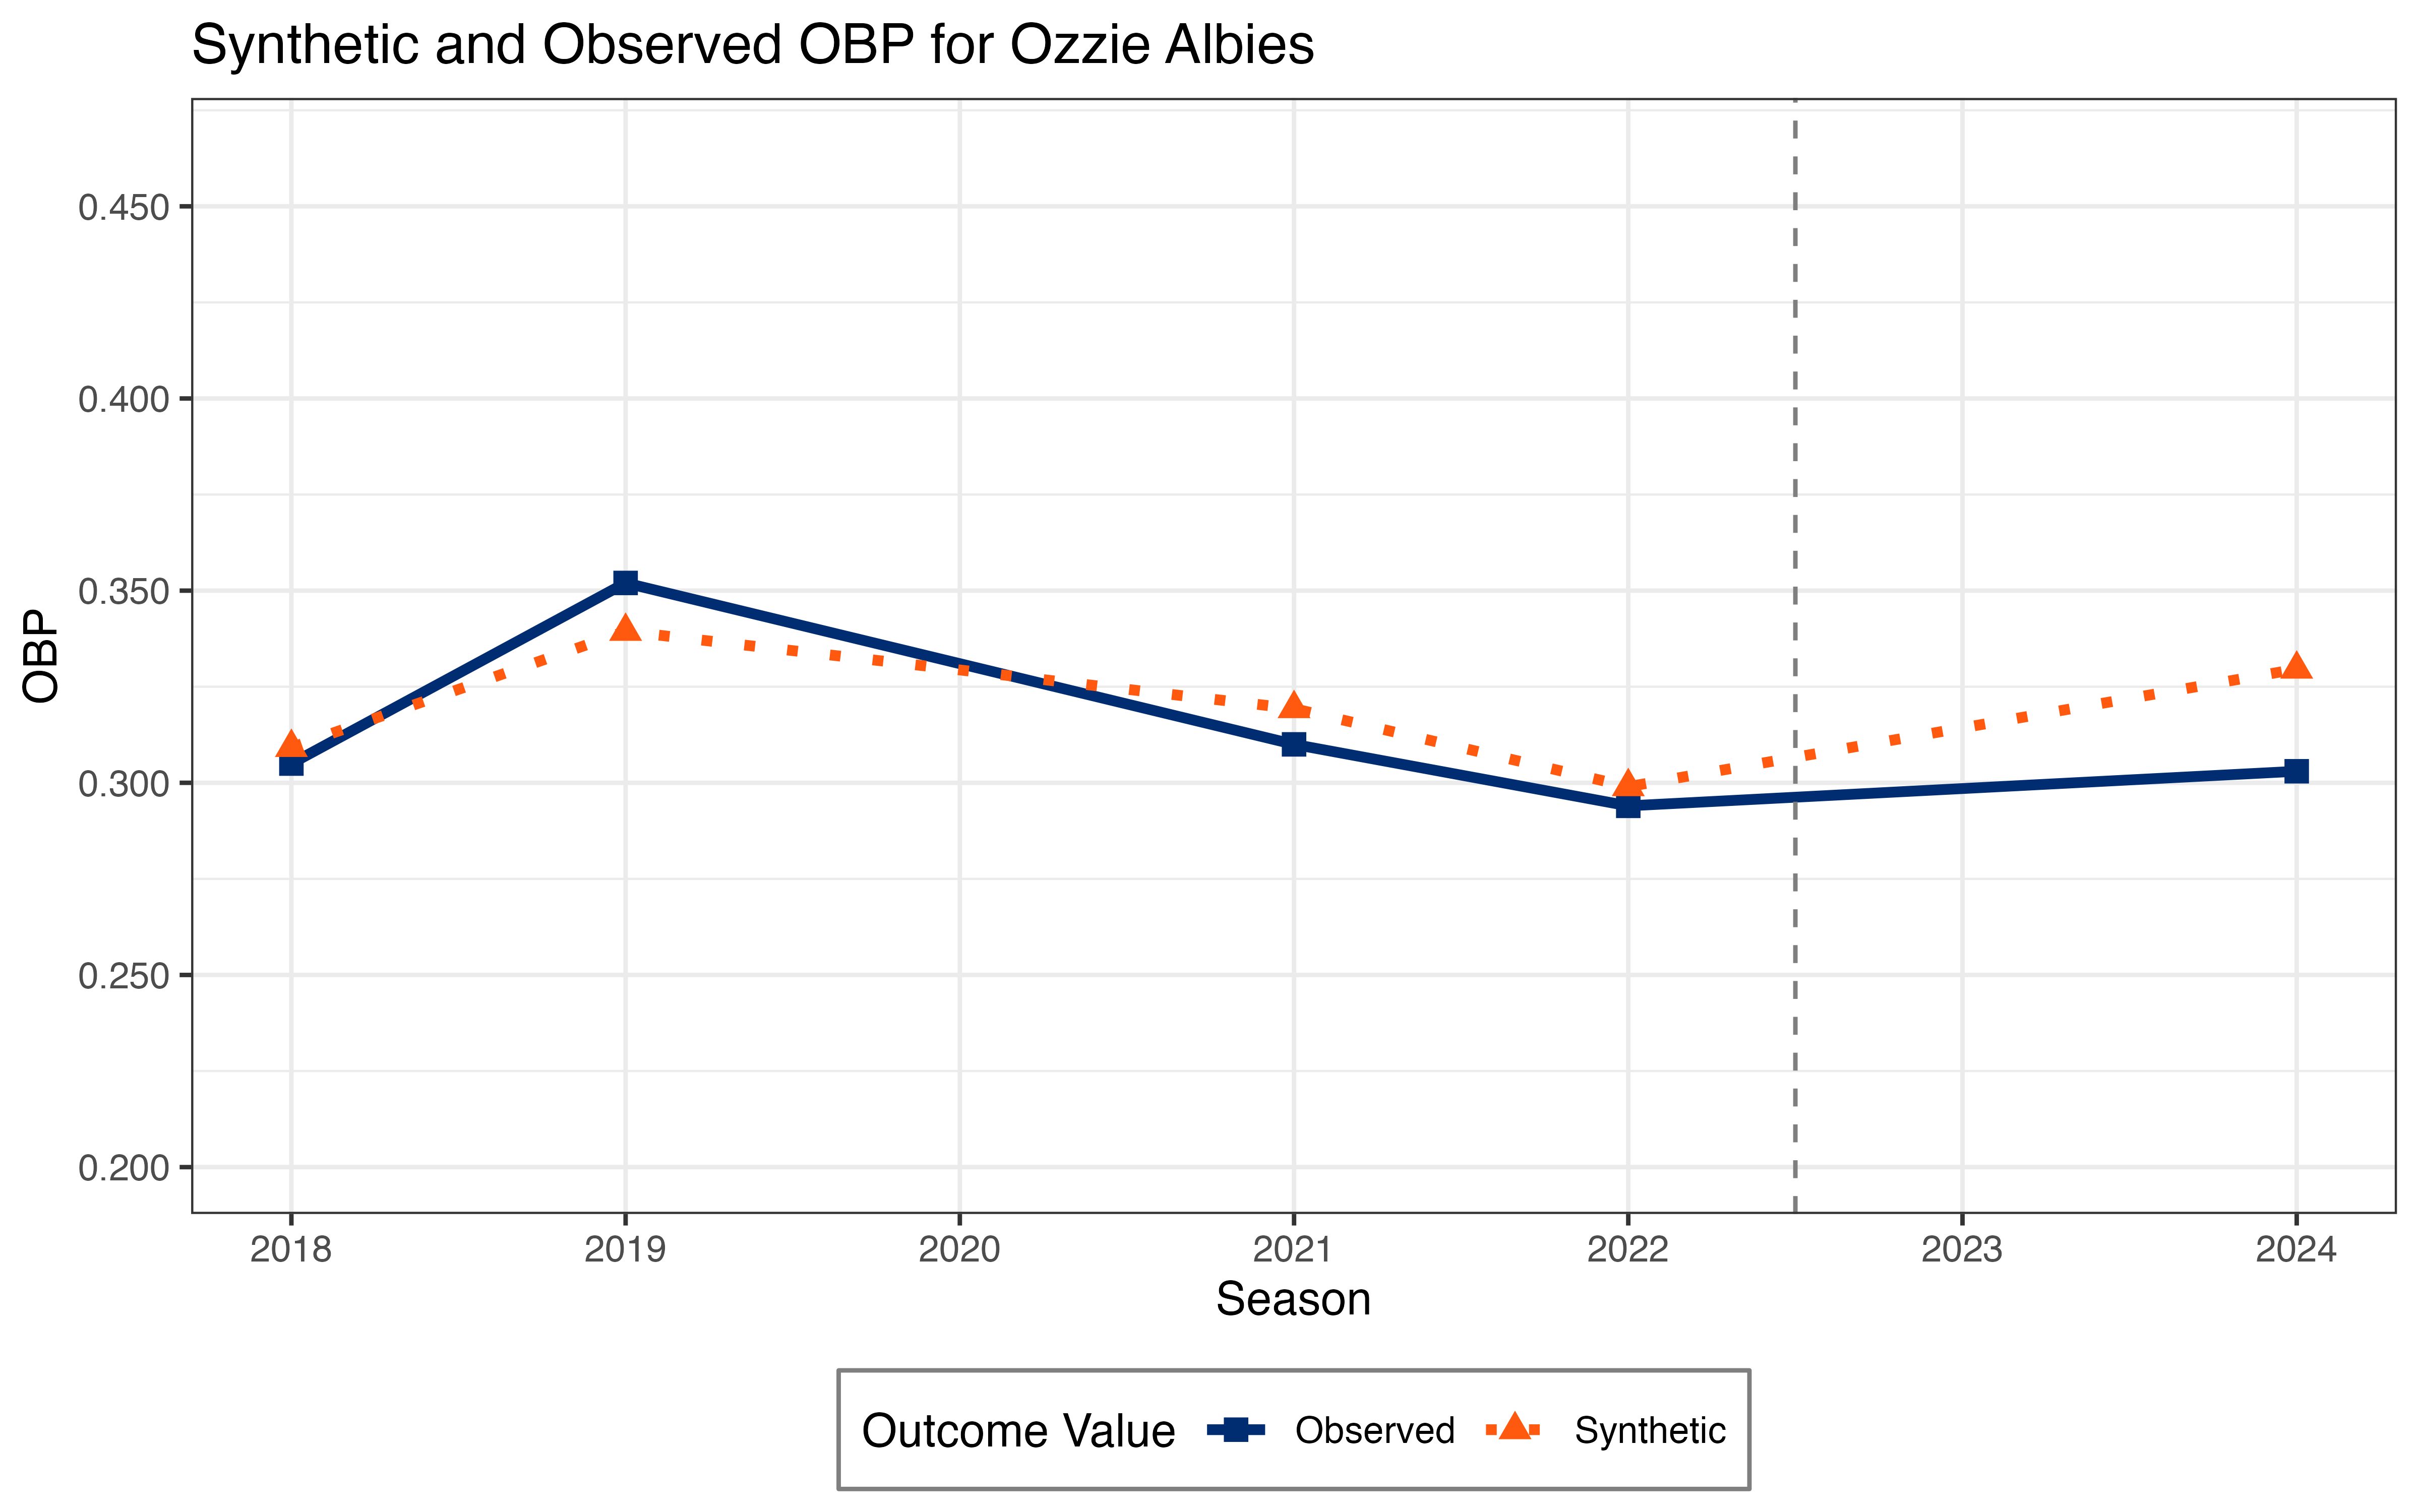 Synthetic and Observed OBP for Ozzie Albies
0.450
0.400
0.350
0.300
0.250
0.200
OBP
2018 2019 2020 2021 2022 2023 2024
Season
Outcome Value Observed Synthetic